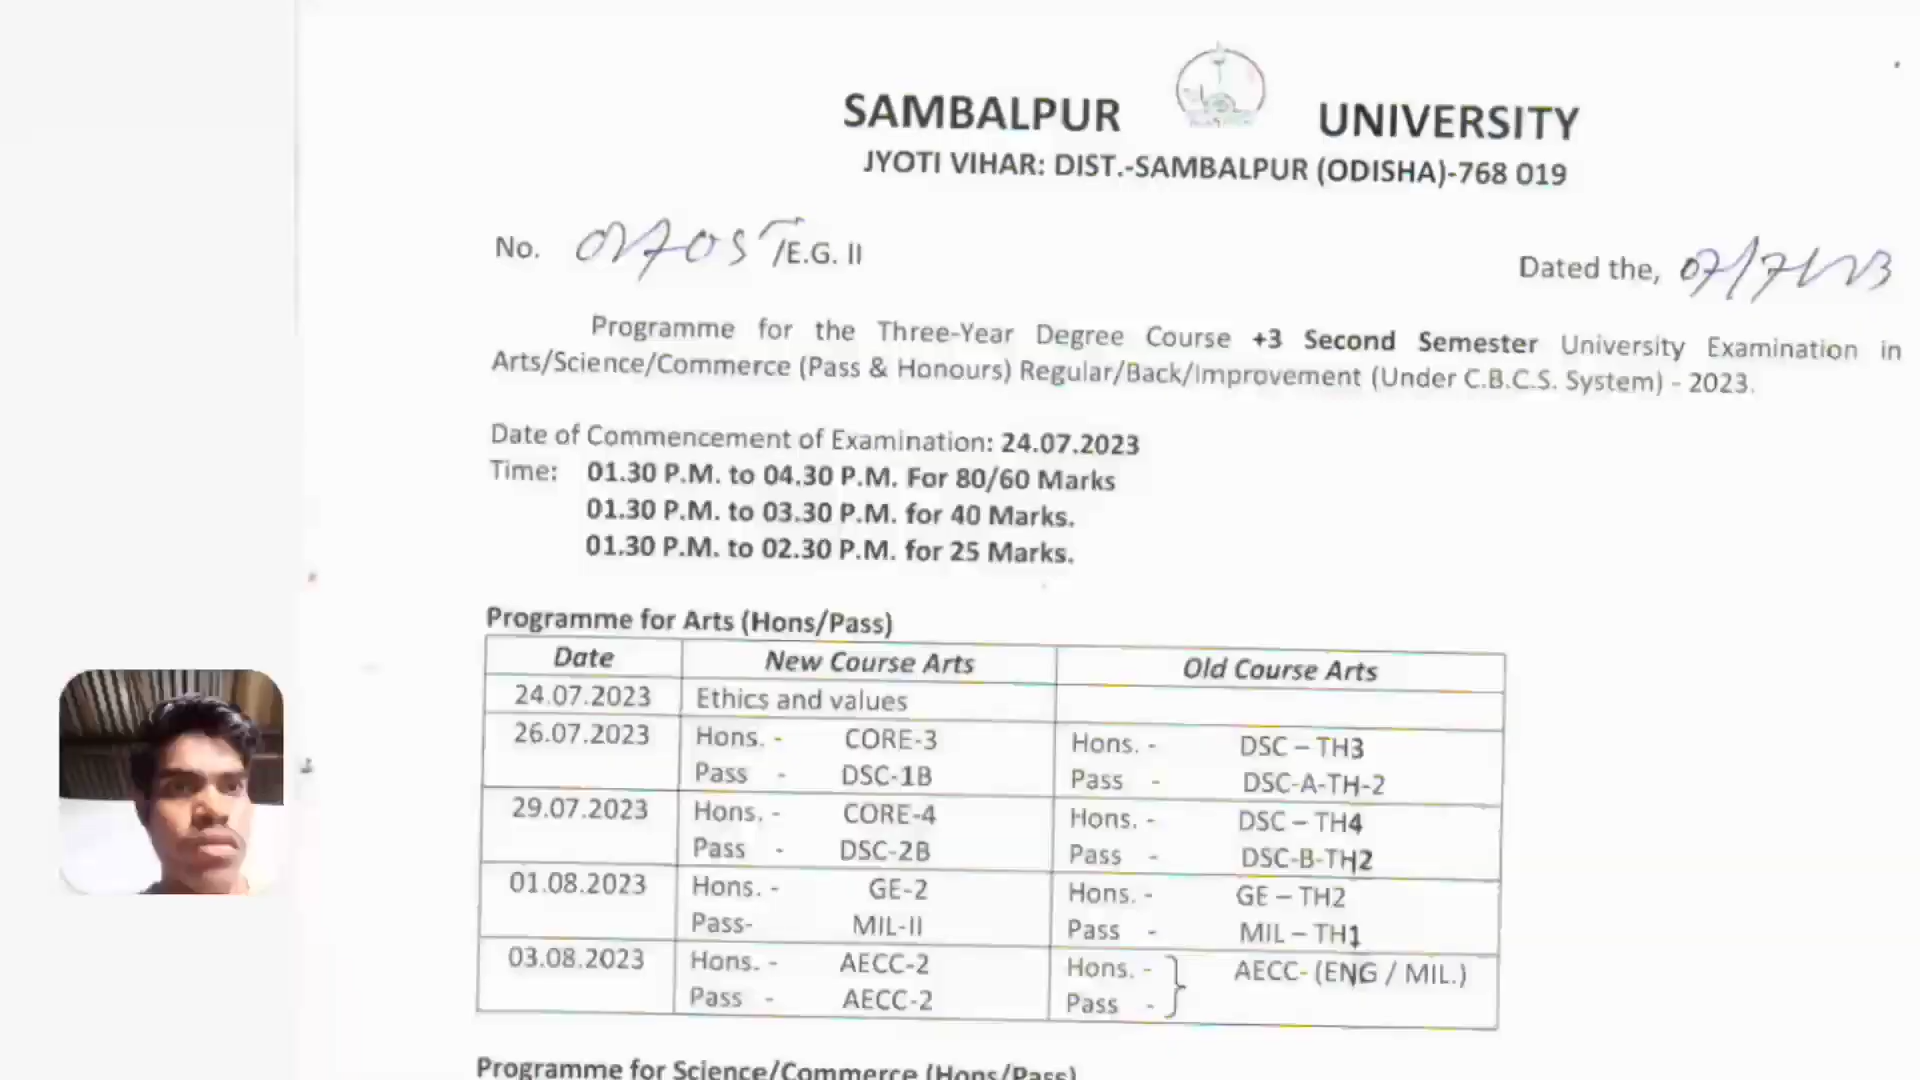 SAMBALPUR UNIVERSITY
JYOTI VIHAR: DIST.-SAMBALPUR (ODISHA)-768 019
No. /E.G. II Dated the, 07/7/23
Programme for the Three-Year Degree Course +3 Second Semester University Examination in
Arts/Science/Commerce (Pass & Honours) Regular/Back/Improvement (Under C.B.C.S. System) - 2023.
Date of Commencement of Examination: 24.07.2023
Time: 01.30 P.M. to 04.30 P.M. For 80/60 Marks
01.30 P.M. to 03.30 P.M. for 40 Marks.
01.30 P.M. to 02.30 P.M. for 25 Marks.
Programme for Arts (Hons/Pass)
Date New Course Arts Old Course Arts
24.07.2023 Ethics and values
26.07.2023 Hons. - CORE-3 Hons. - DSC – TH3
Pass - DSC-1B Pass - DSC-A-TH-2
29.07.2023 Hons. - CORE-4 Hons. - DSC – TH4
Pass - DSC-2B Pass - DSC-B-TH2
01.08.2023 Hons. - GE-2 Hons. - GE – TH2
Pass- MIL-II Pass - MIL – TH1
03.08.2023 Hons. - AECC-2 Hons. - } AECC- (ENG / MIL.)
Pass - AECC-2 Pass -
Programme for Science/Commerce (Hons/Pass)